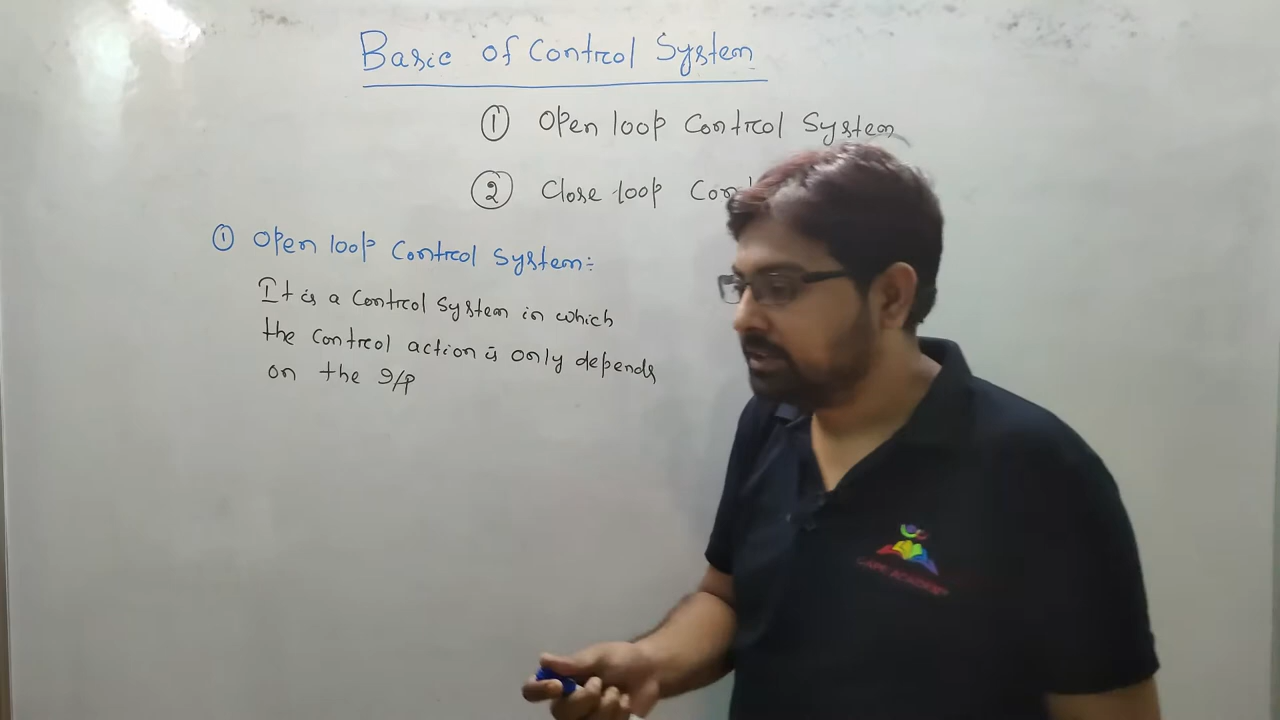 Basic of Control System
① Open loop Control System
② Close loop
① Open loop Control System:-
It is a Control System in which
the control action is only depends
on the I/P